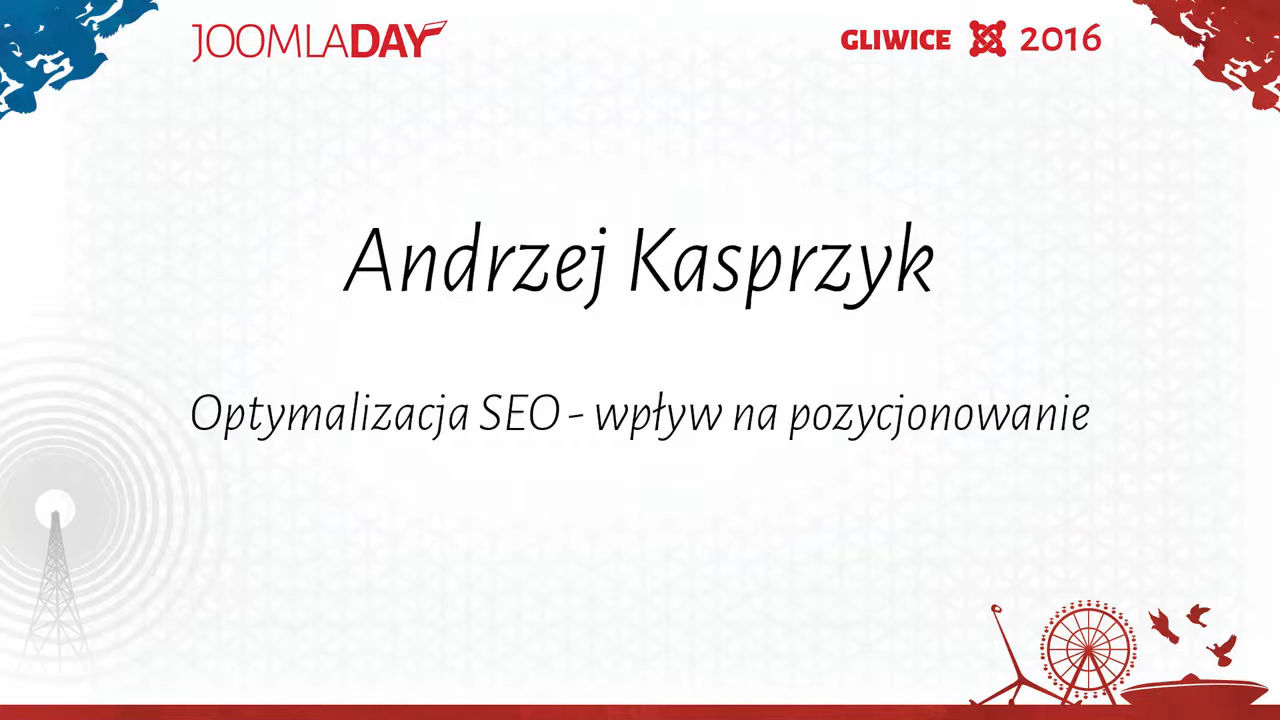 JOOMLADAY
GLIWICE 2016
Andrzej Kasprzyk
Optymalizacja SEO - wpływ na pozycjonowanie